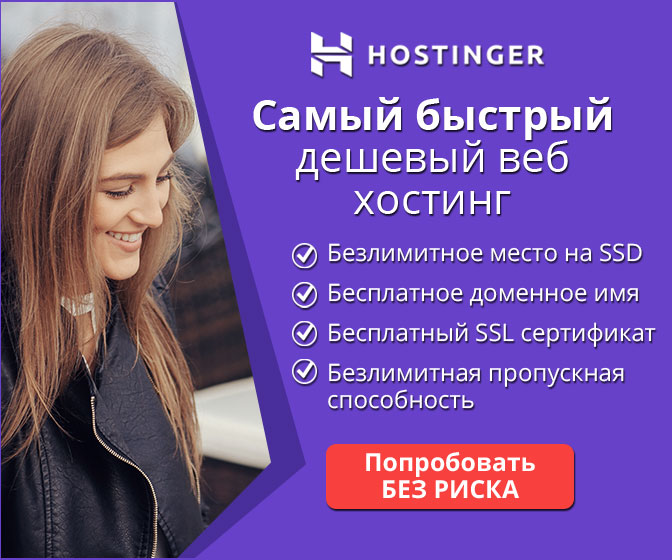 HOSTINGER
Самый быстрый
дешевый веб
хостинг
Безлимитное место на SSD
Бесплатное доменное имя
Бесплатный SSL сертификат
Безлимитная пропускная
способность
Попробовать
БЕЗ РИСКА